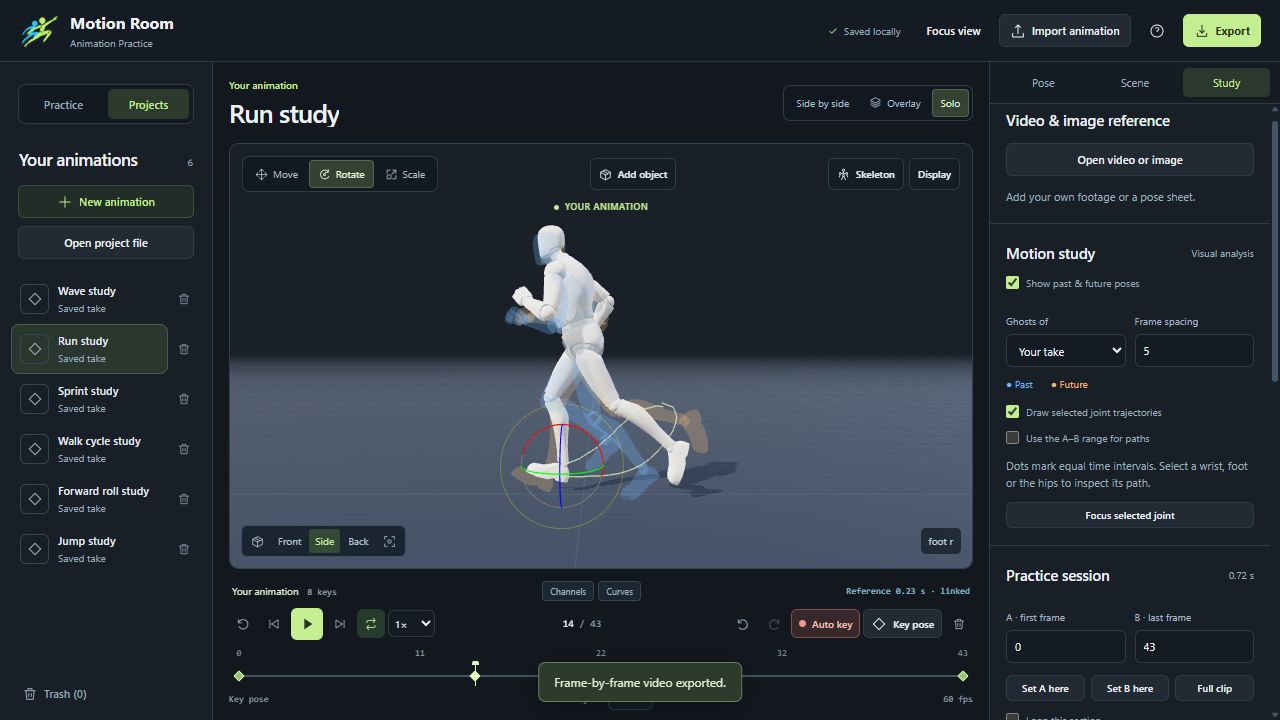 Motion Room
Animation Practice
Saved locally
Focus view
Import animation
Export
Practice
Projects
Your animations
6
New animation
Open project file
Wave study
Saved take
Run study
Saved take
Sprint study
Saved take
Walk cycle study
Saved take
Forward roll study
Saved take
Jump study
Saved take
Trash (0)
Your animation
Run study
Side by side
Overlay
Solo
Move
Rotate
Scale
Add object
Skeleton
Display
YOUR ANIMATION
Front
Side
Back
foot r
Your animation 8 keys
Channels
Curves
Reference 0.23 s · linked
1x
14 / 43
Auto key
Key pose
0
11
22
32
43
Key pose
60 fps
Frame-by-frame video exported.
Pose
Scene
Study
Video & image reference
Open video or image
Add your own footage or a pose sheet.
Motion study
Visual analysis
Show past & future poses
Ghosts of
Frame spacing
Your take
5
Past
Future
Draw selected joint trajectories
Use the A–B range for paths
Dots mark equal time intervals. Select a wrist, foot
or the hips to inspect its path.
Focus selected joint
Practice session
0.72 s
A · first frame
B · last frame
0
43
Set A here
Set B here
Full clip